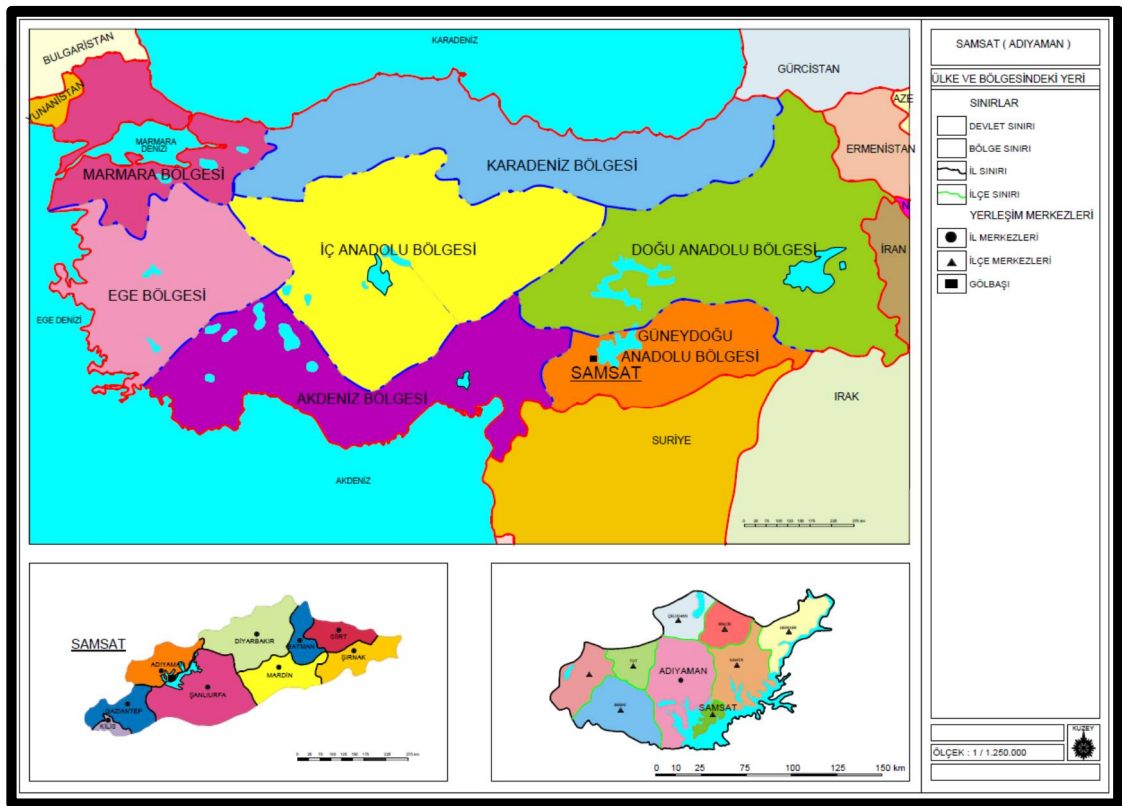 KARADENİZ
BULGARİSTAN
YUNANİSTAN
GÜRCİSTAN
AZE
ERMENİSTAN
N
İRAN
MARMARA
DENİZİ
MARMARA BÖLGESİ
KARADENİZ BÖLGESİ
İÇ ANADOLU BÖLGESİ
DOĞU ANADOLU BÖLGESİ
EGE BÖLGESİ
EGE DENİZİ
GÜNEYDOĞU
ANADOLU BÖLGESİ
SAMSAT
AKDENİZ BÖLGESİ
IRAK
SURİYE
AKDENİZ
SAMSAT
DİYARBAKIR
BATMAN
SİİRT
ŞIRNAK
MARDİN
ADIYAMAN
ŞANLIURFA
GAZİANTEP
KİLİS
ÇELİKHAN
TUT
ADIYAMAN
KAHTA
SAMSAT
0 10 25 75 100 125 150 km
SAMSAT ( ADIYAMAN )
ÜLKE VE BÖLGESİNDEKİ YERİ
SINIRLAR
DEVLET SINIRI
BÖLGE SINIRI
İL SINIRI
İLÇE SINIRI
YERLEŞİM MERKEZLERİ
İL MERKEZLERİ
İLÇE MERKEZLERİ
GÖLBAŞI
ÖLÇEK : 1 / 1.250.000
KUZEY